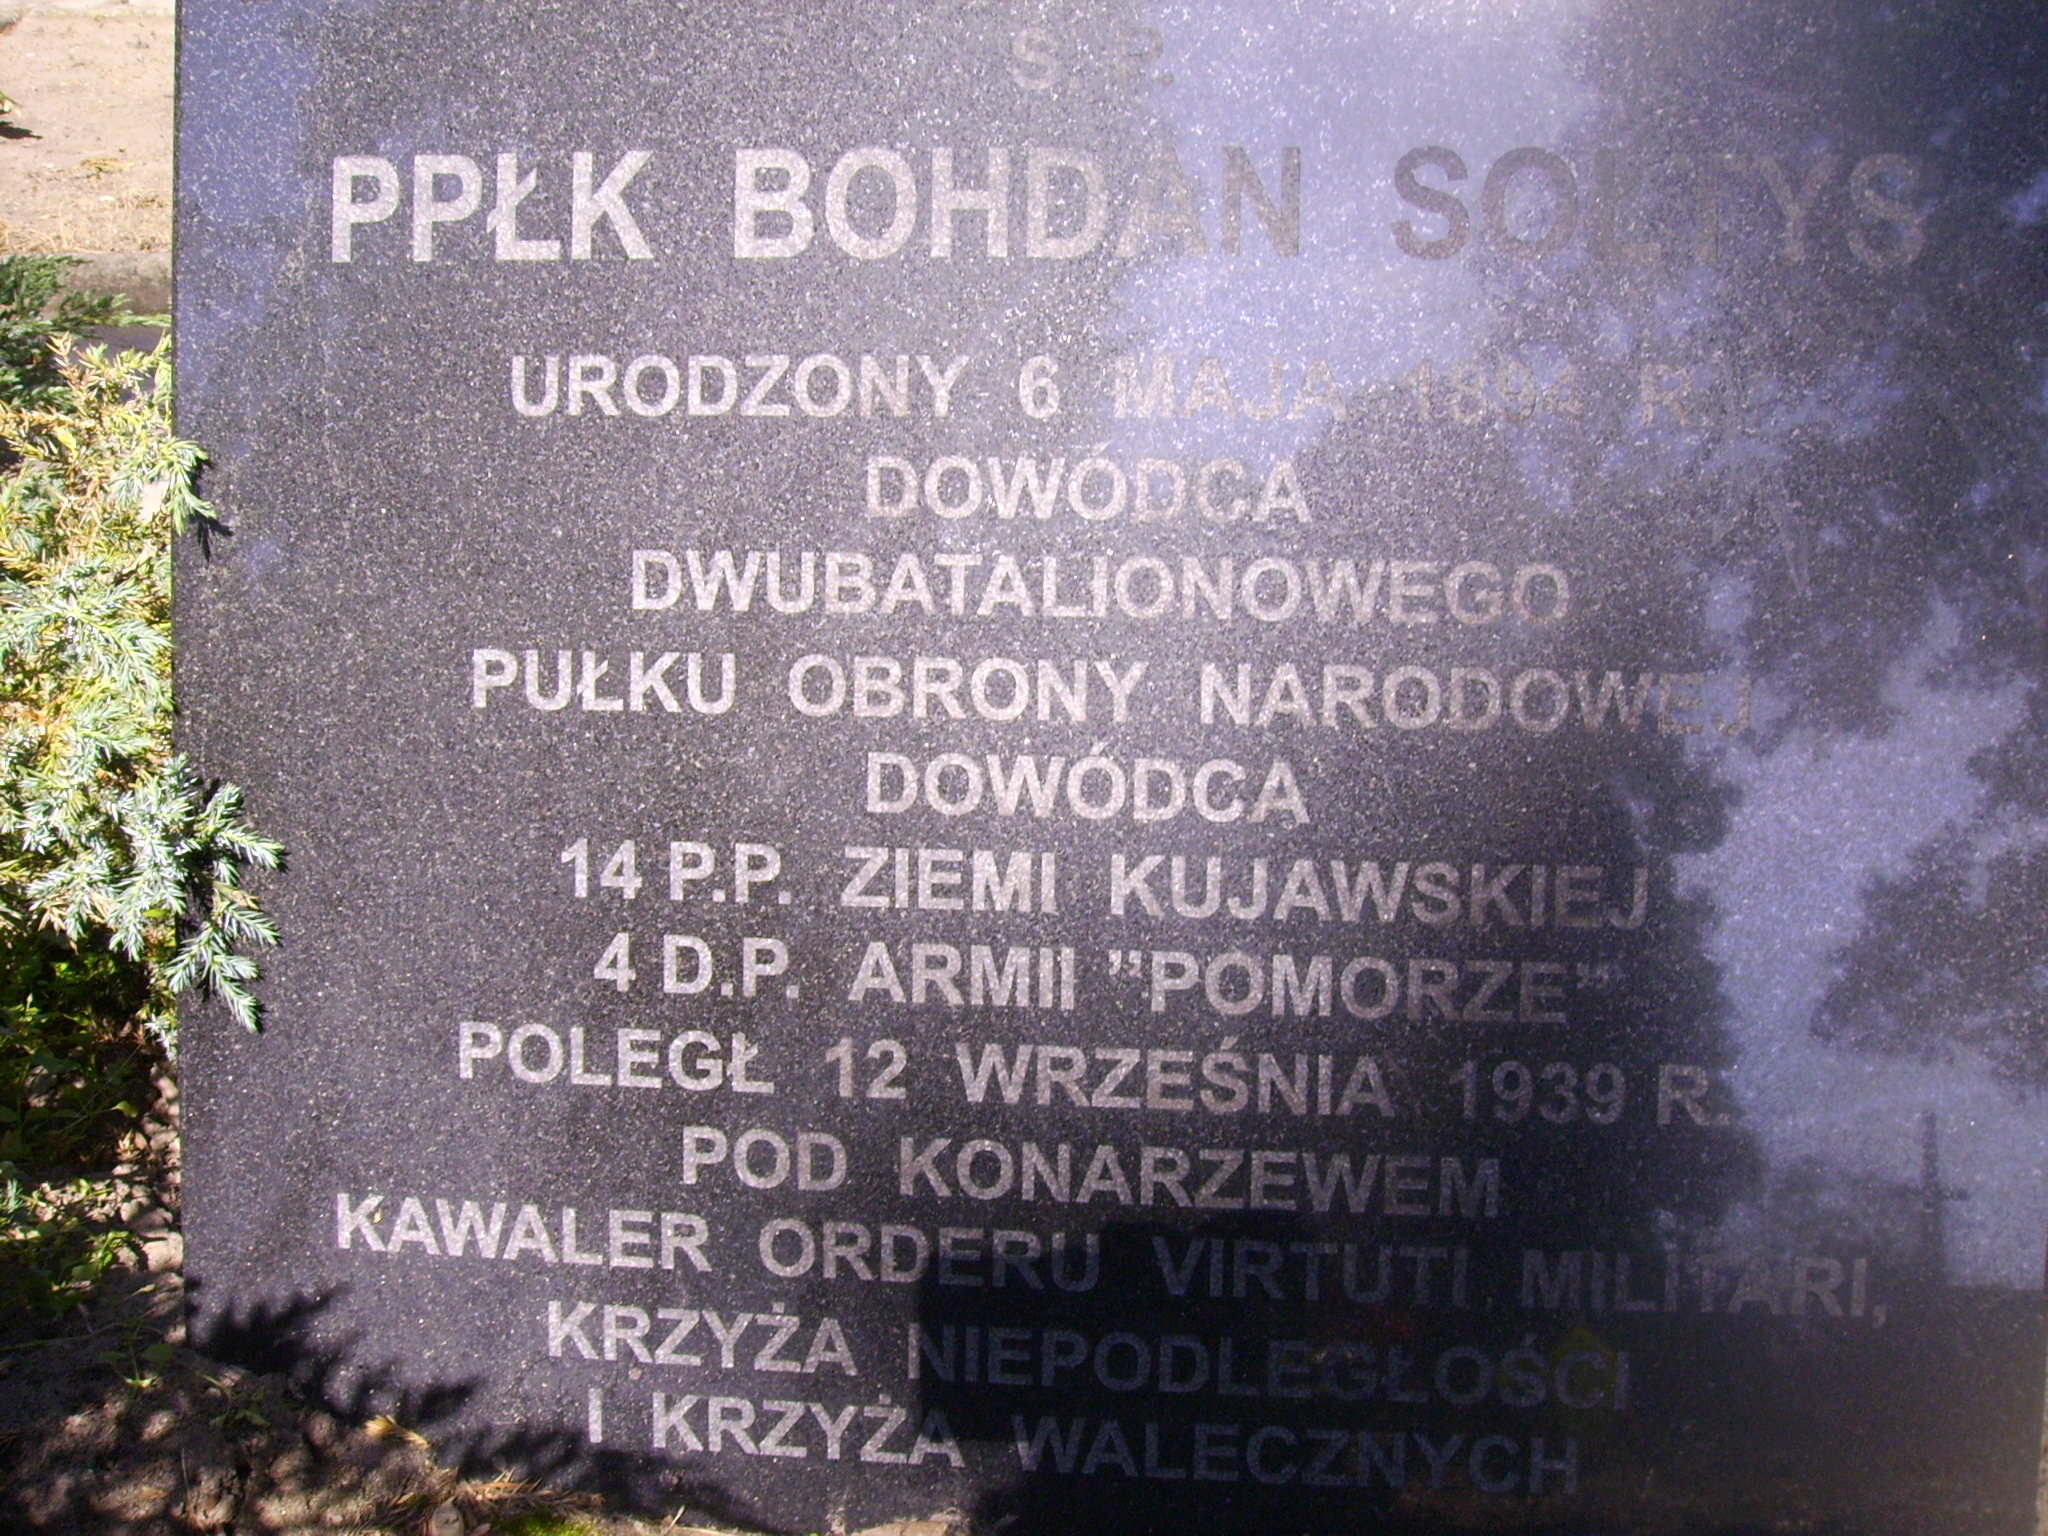 Ś.P.
PPŁK BOHDAN SOŁTYS
URODZONY 6 MAJA 1894 R.
DOWÓDCA
DWUBATALIONOWEGO
PUŁKU OBRONY NARODOWEJ
DOWÓDCA
14 P.P. ZIEMI KUJAWSKIEJ
4 D.P. ARMII "POMORZE"
POLEGŁ 12 WRZEŚNIA 1939 R.
POD KONARZEWEM
KAWALER ORDERU VIRTUTI MILITARI,
KRZYŻA NIEPODLEGŁOŚCI
I KRZYŻA WALECZNYCH